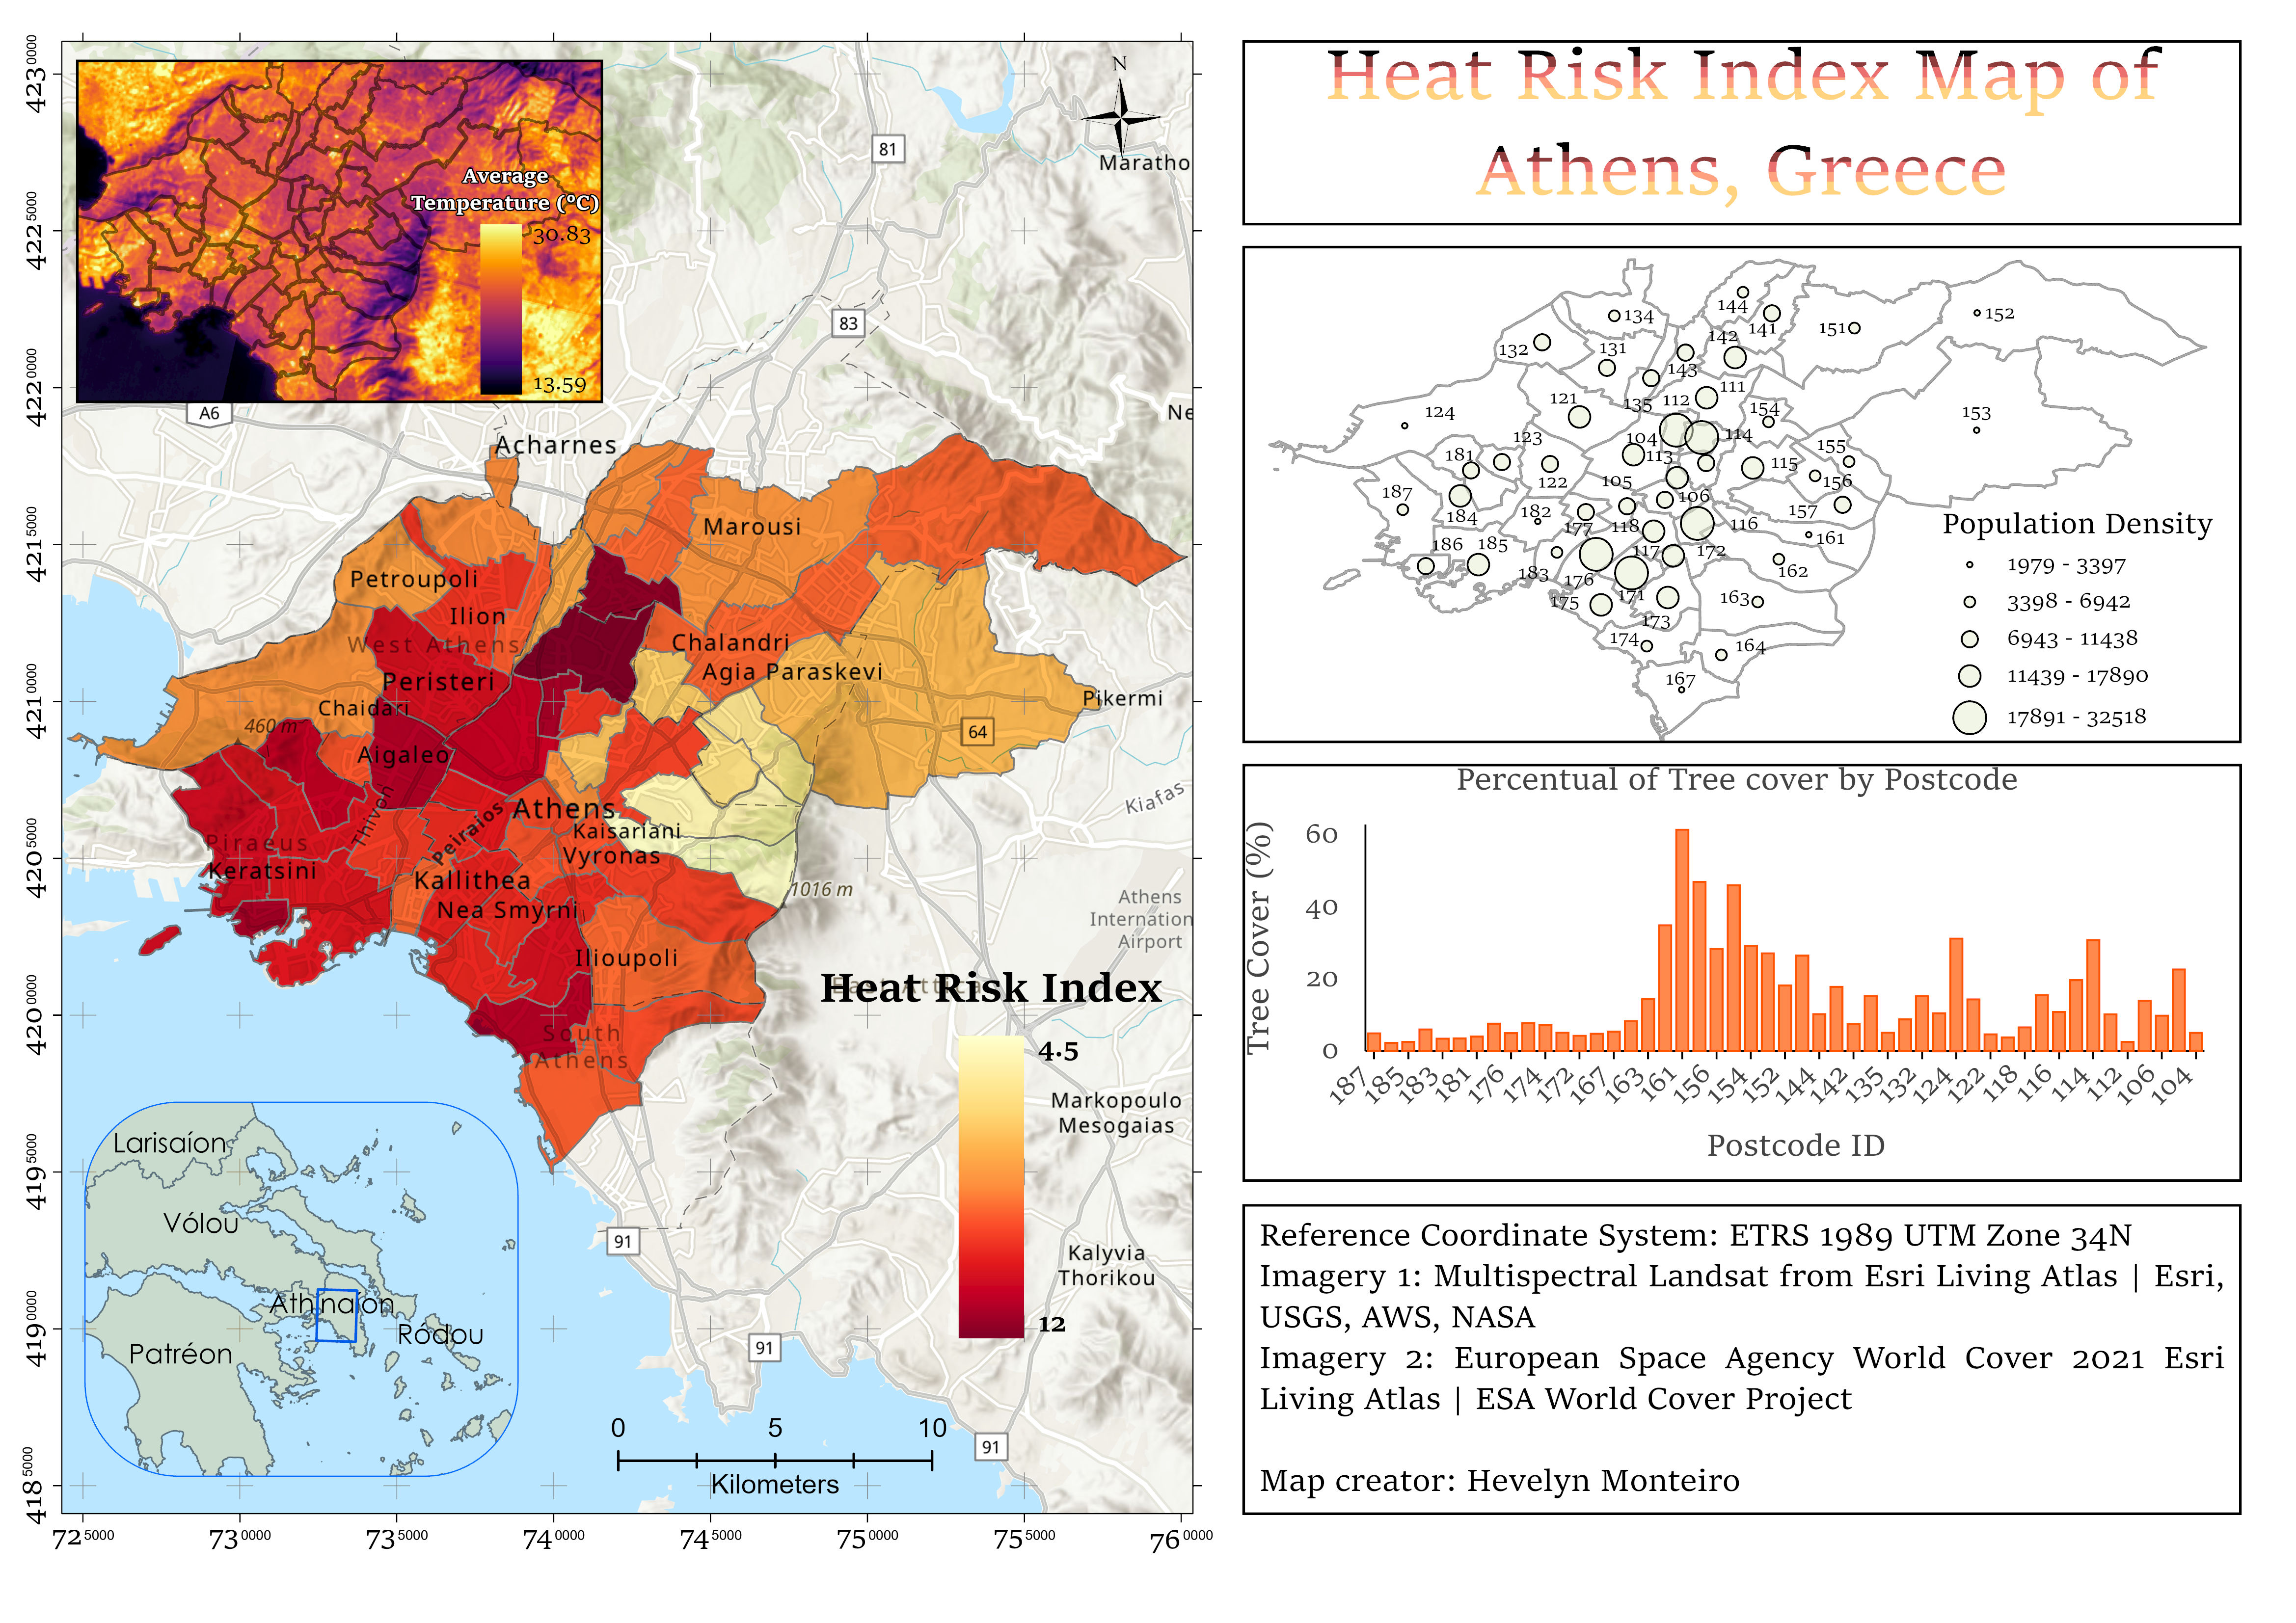 Heat Risk Index Map of
Athens, Greece
423 0000
422 5000
422 0000
421 5000
421 0000
420 5000
420 0000
419 5000
419 0000
418 5000
72 5000
73 0000
73 5000
74 0000
74 5000
75 0000
75 5000
76 0000
Average
Temperature (°C)
30.83
13.59
N
81
Maratho
83
A6
Ne
Acharnes
Marousi
Petroupoli
Ilion
West Athens
Chalandri
Agia Paraskevi
Peristeri
Pikermi
Chaidari
460 m
64
Aigaleo
Thivon
Athens
Peiraios
Kiafas
Piraeus
Kaisariani
Vyronas
Keratsini
Kallithea
1016 m
Nea Smyrni
Athens
Internation
Airport
Ilioupoli
East Attica
Heat Risk Index
4.5
12
South
Athens
Markopoulo
Mesogaias
Kalyvia
Thorikou
91
91
91
Larisaíon
Vólou
Athinaíon
Ródou
Patréon
0 5 10
Kilometers
144
134
141
151
152
132
131
142
143
111
121
135
112
154
153
124
123
104
114
155
181
113
115
156
122
105
187
106
157
184
182
177
118
116
161
186
185
117
172
162
183
176
175
171
163
173
174
164
167
Population Density
1979 - 3397
3398 - 6942
6943 - 11438
11439 - 17890
17891 - 32518
Percentual of Tree cover by Postcode
Tree Cover (%)
60
40
20
0
187 185 183 181 176 174 172 167 163 161 156 154 152 144 142 135 132 124 122 118 116 114 112 106 104
Postcode ID
Reference Coordinate System: ETRS 1989 UTM Zone 34N
Imagery 1: Multispectral Landsat from Esri Living Atlas | Esri,
USGS, AWS, NASA
Imagery 2: European Space Agency World Cover 2021 Esri
Living Atlas | ESA World Cover Project
Map creator: Hevelyn Monteiro